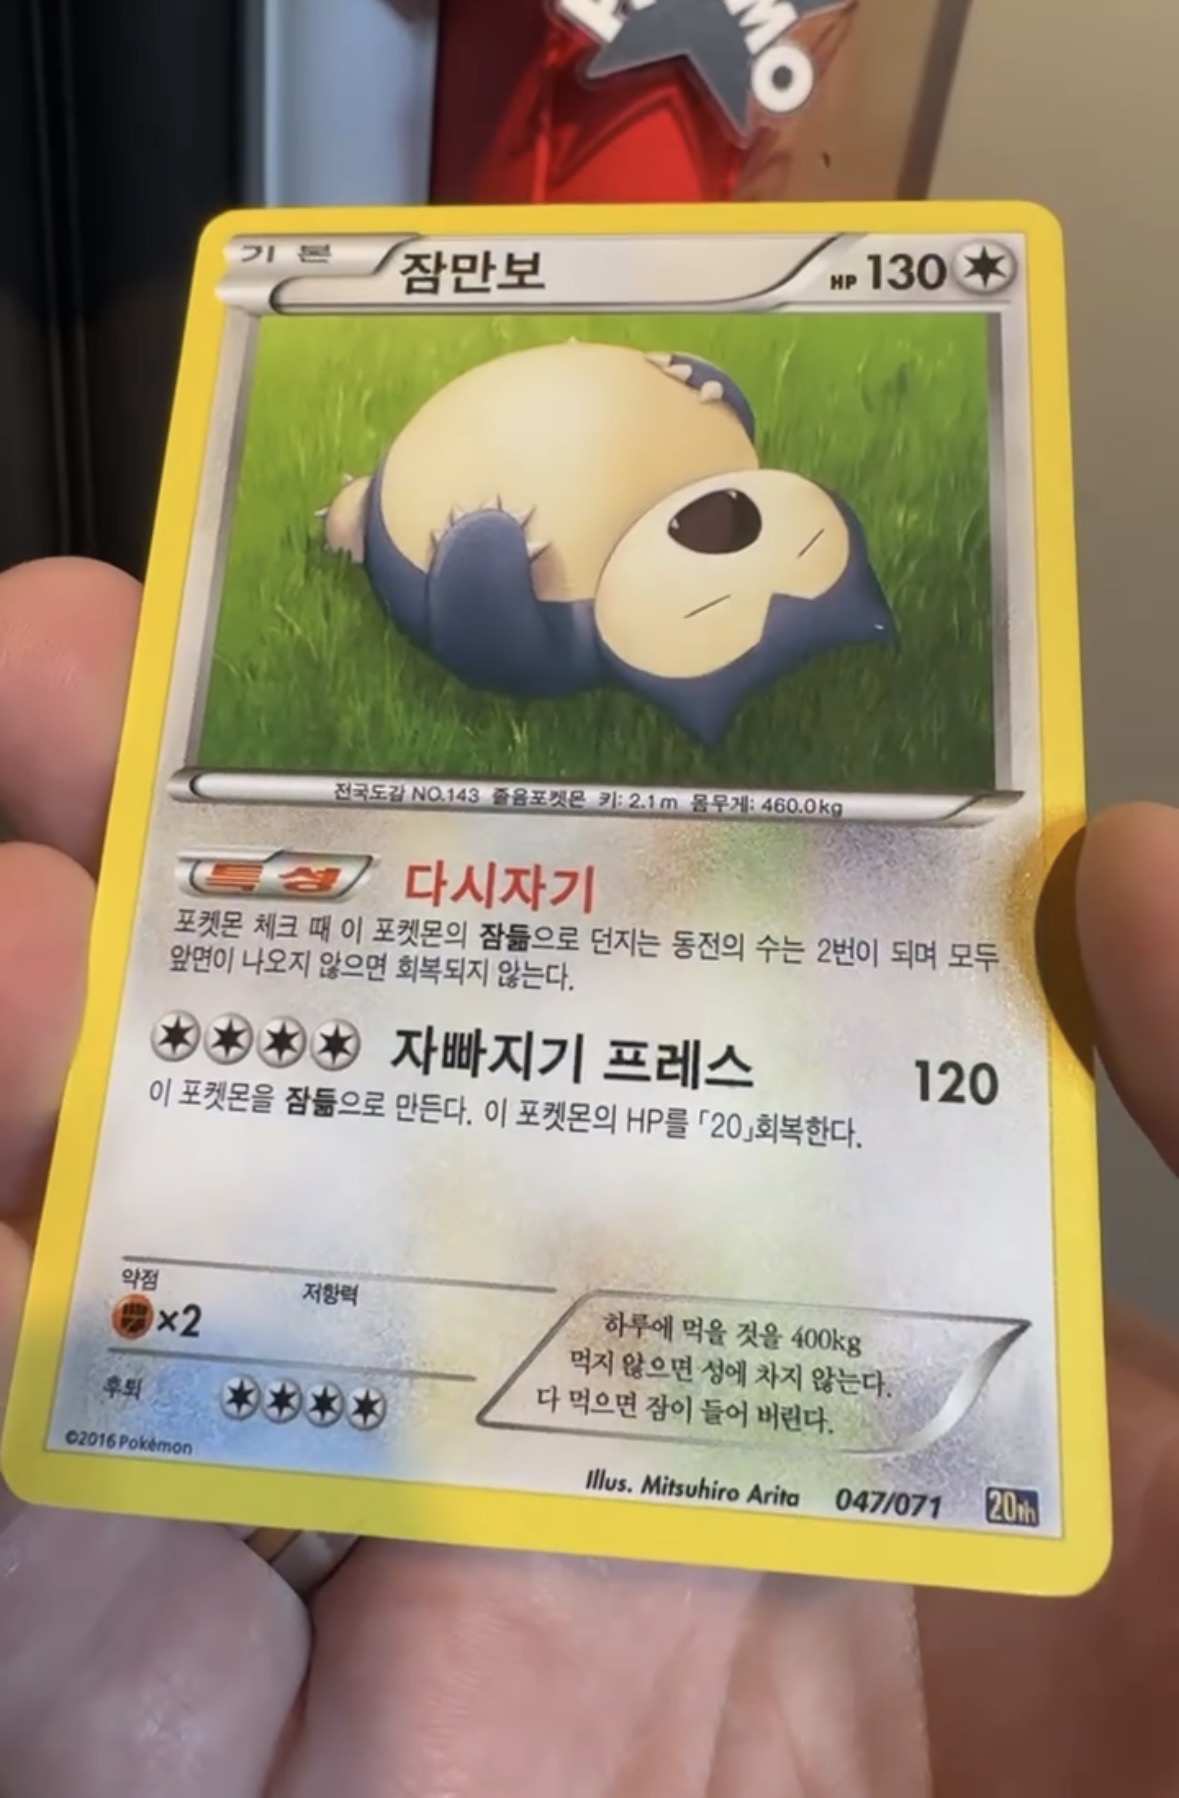 기본
잠만보
HP 130
전국도감 NO.143 졸음포켓몬 키: 2.1m 몸무게: 460.0kg
특성 다시자기
포켓몬 체크 때 이 포켓몬의 잠듦으로 던지는 동전의 수는 2번이 되며 모두
앞면이 나오지 않으면 회복되지 않는다.
자빠지기 프레스 120
이 포켓몬을 잠듦으로 만든다. 이 포켓몬의 HP를 「20」회복한다.
약점 저항력
×2
후퇴
하루에 먹을 것을 400kg
먹지 않으면 성에 차지 않는다.
다 먹으면 잠이 들어 버린다.
©2016 Pokémon
Illus. Mitsuhiro Arita 047/071 20th